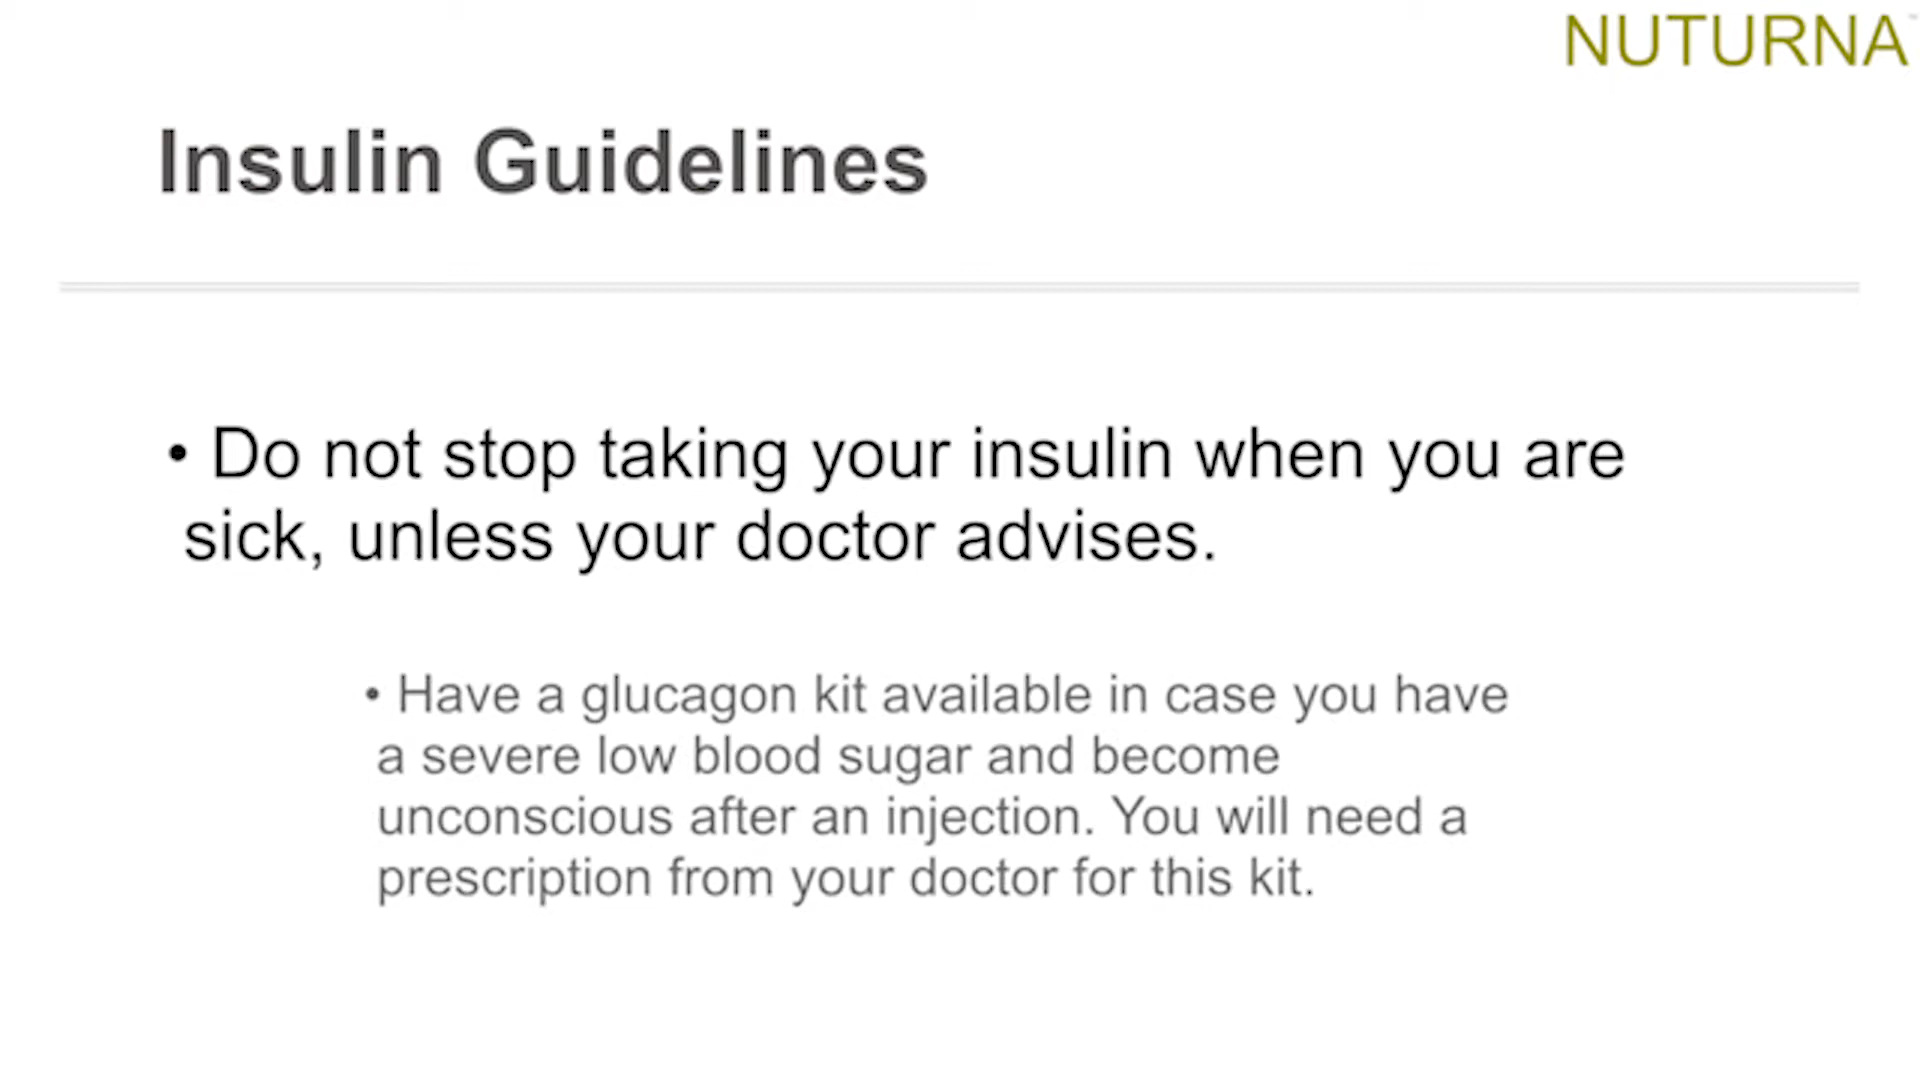 NUTURNA
Insulin Guidelines
• Do not stop taking your insulin when you are
sick, unless your doctor advises.
• Have a glucagon kit available in case you have
a severe low blood sugar and become
unconscious after an injection. You will need a
prescription from your doctor for this kit.